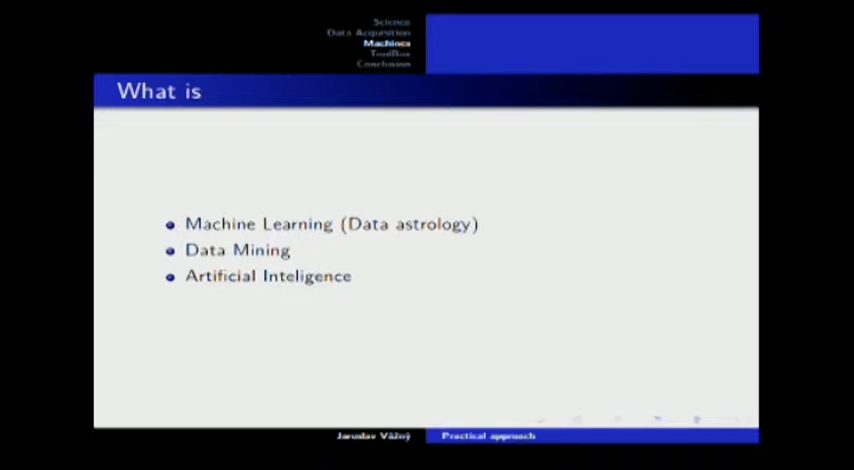 Science
Data Acquisition
Machines
ToolBox
Conclusion
What is
Machine Learning (Data astrology)
Data Mining
Artificial Inteligence
Jaroslav Vážný
Practical approach